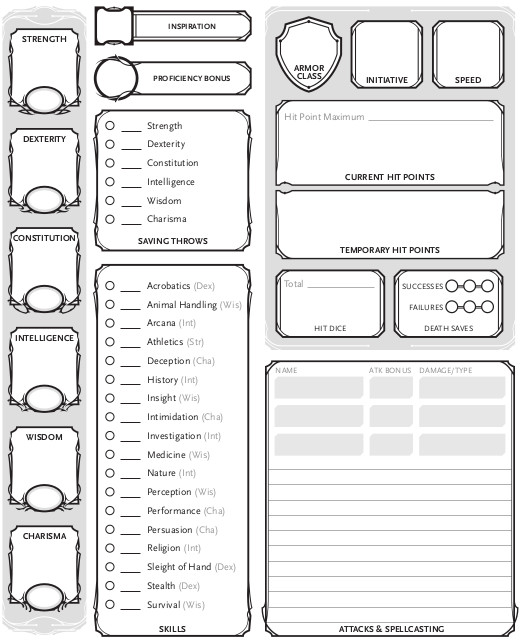 STRENGTH
DEXTERITY
CONSTITUTION
INTELLIGENCE
WISDOM
CHARISMA
INSPIRATION
PROFICIENCY BONUS
Strength
Dexterity
Constitution
Intelligence
Wisdom
Charisma
SAVING THROWS
Acrobatics (Dex)
Animal Handling (Wis)
Arcana (Int)
Athletics (Str)
Deception (Cha)
History (Int)
Insight (Wis)
Intimidation (Cha)
Investigation (Int)
Medicine (Wis)
Nature (Int)
Perception (Wis)
Performance (Cha)
Persuasion (Cha)
Religion (Int)
Sleight of Hand (Dex)
Stealth (Dex)
Survival (Wis)
SKILLS
ARMOR
CLASS
INITIATIVE
SPEED
Hit Point Maximum
CURRENT HIT POINTS
TEMPORARY HIT POINTS
Total
HIT DICE
SUCCESSES
FAILURES
DEATH SAVES
NAME ATK BONUS DAMAGE/TYPE
ATTACKS & SPELLCASTING